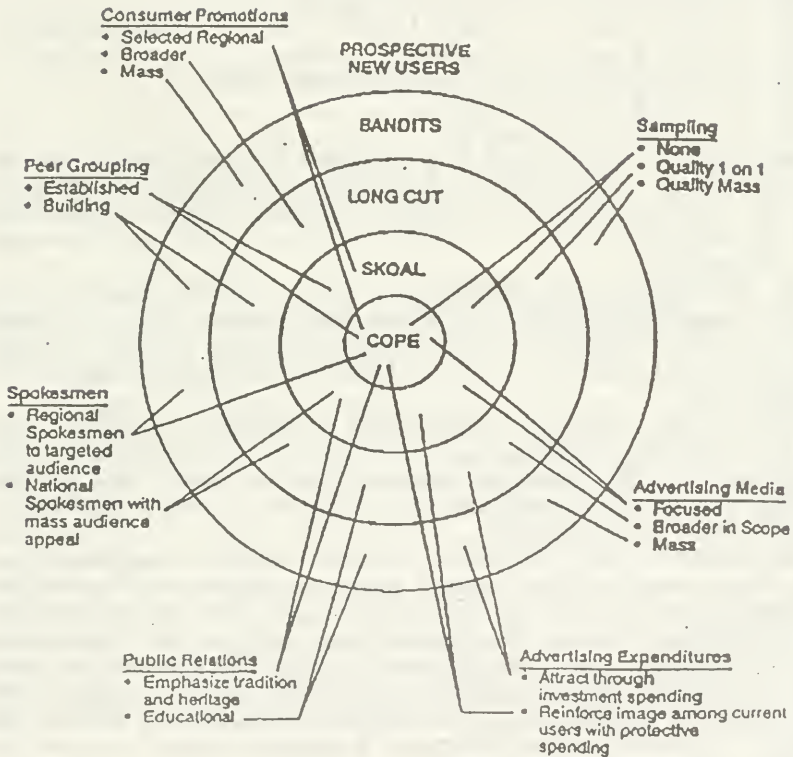 Consumer Promotions
• Selected Regional
• Broader
• Mass
PROSPECTIVE
NEW USERS
BANDITS
Sampling
• None
• Quality 1 on 1
• Quality Mass
Peer Grouping
• Established
• Building
LONG CUT
SKOAL
COPE
Spokesmen
• Regional
Spokesmen
to targeted
audience
• National
Spokesmen with
mass audience
appeal
Advertising Media
• Focused
• Broader in Scope
• Mass
Public Relations
• Emphasize tradition
and heritage
• Educational
Advertising Expenditures
• Attract through
investment spending
• Reinforce image among current
users with protective
spending